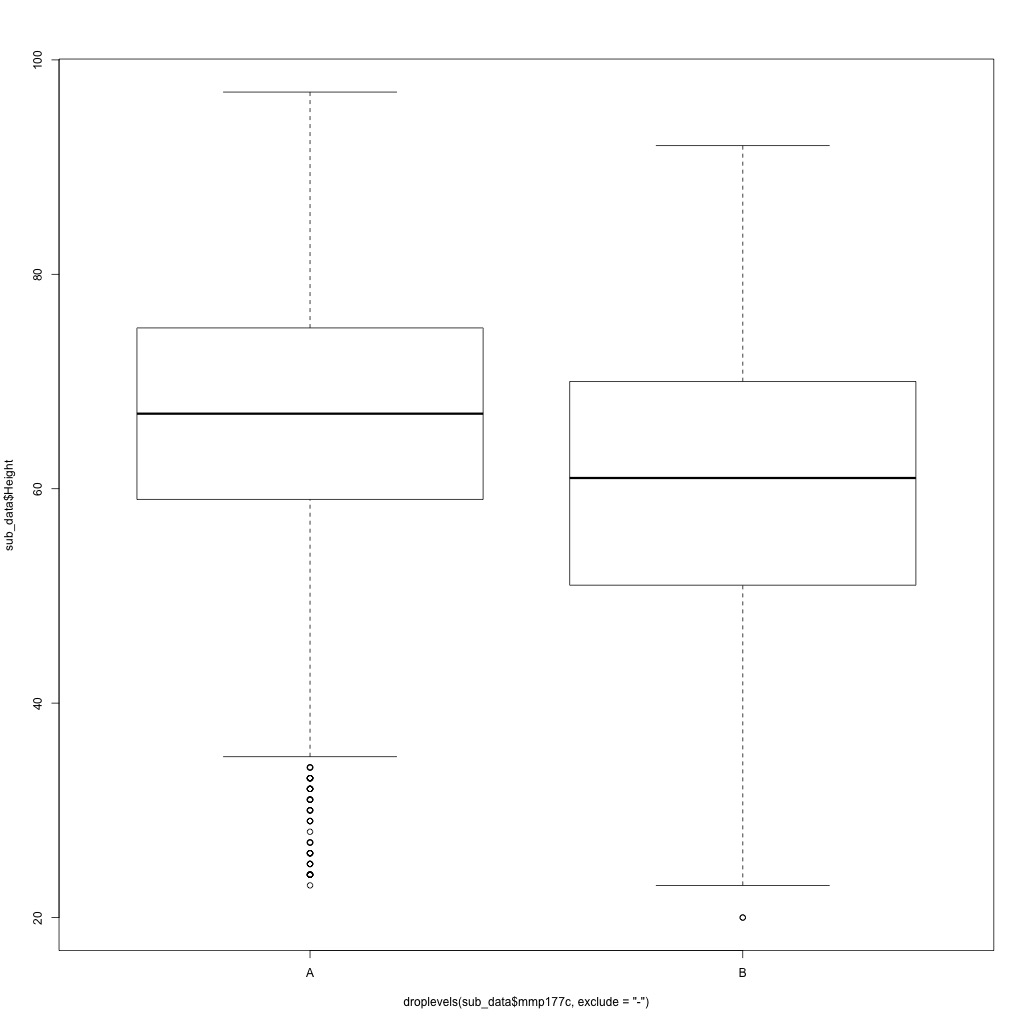 100
80
60
40
20
sub_data$Height
A
B
droplevels(sub_data$mmp177c, exclude = "-")